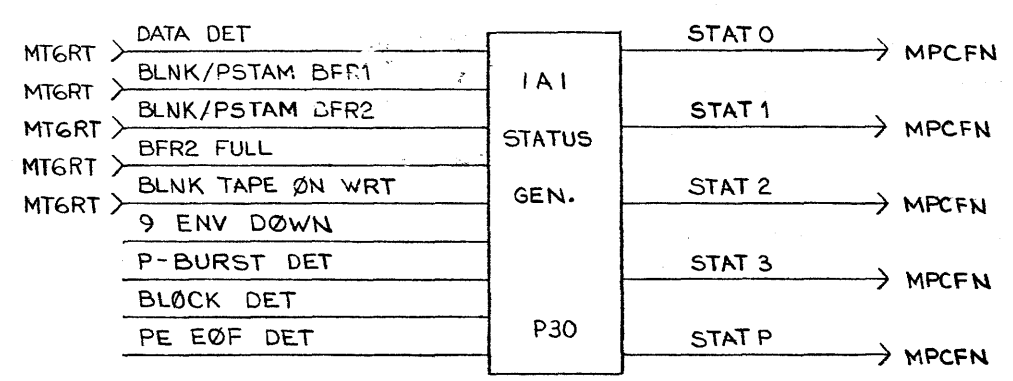 DATA DET
MT6RT
BLNK/PSTAM BFR1
MT6RT
BLNK/PSTAM BFR2
MT6RT
BFR2 FULL
MT6RT
BLNK TAPE ØN WRT
MT6RT
9 ENV DØWN
P-BURST DET
BLØCK DET
PE EØF DET
1A1
STATUS
GEN.
P30
STAT 0
MPCFN
STAT 1
MPCFN
STAT 2
MPCFN
STAT 3
MPCFN
STAT P
MPCFN